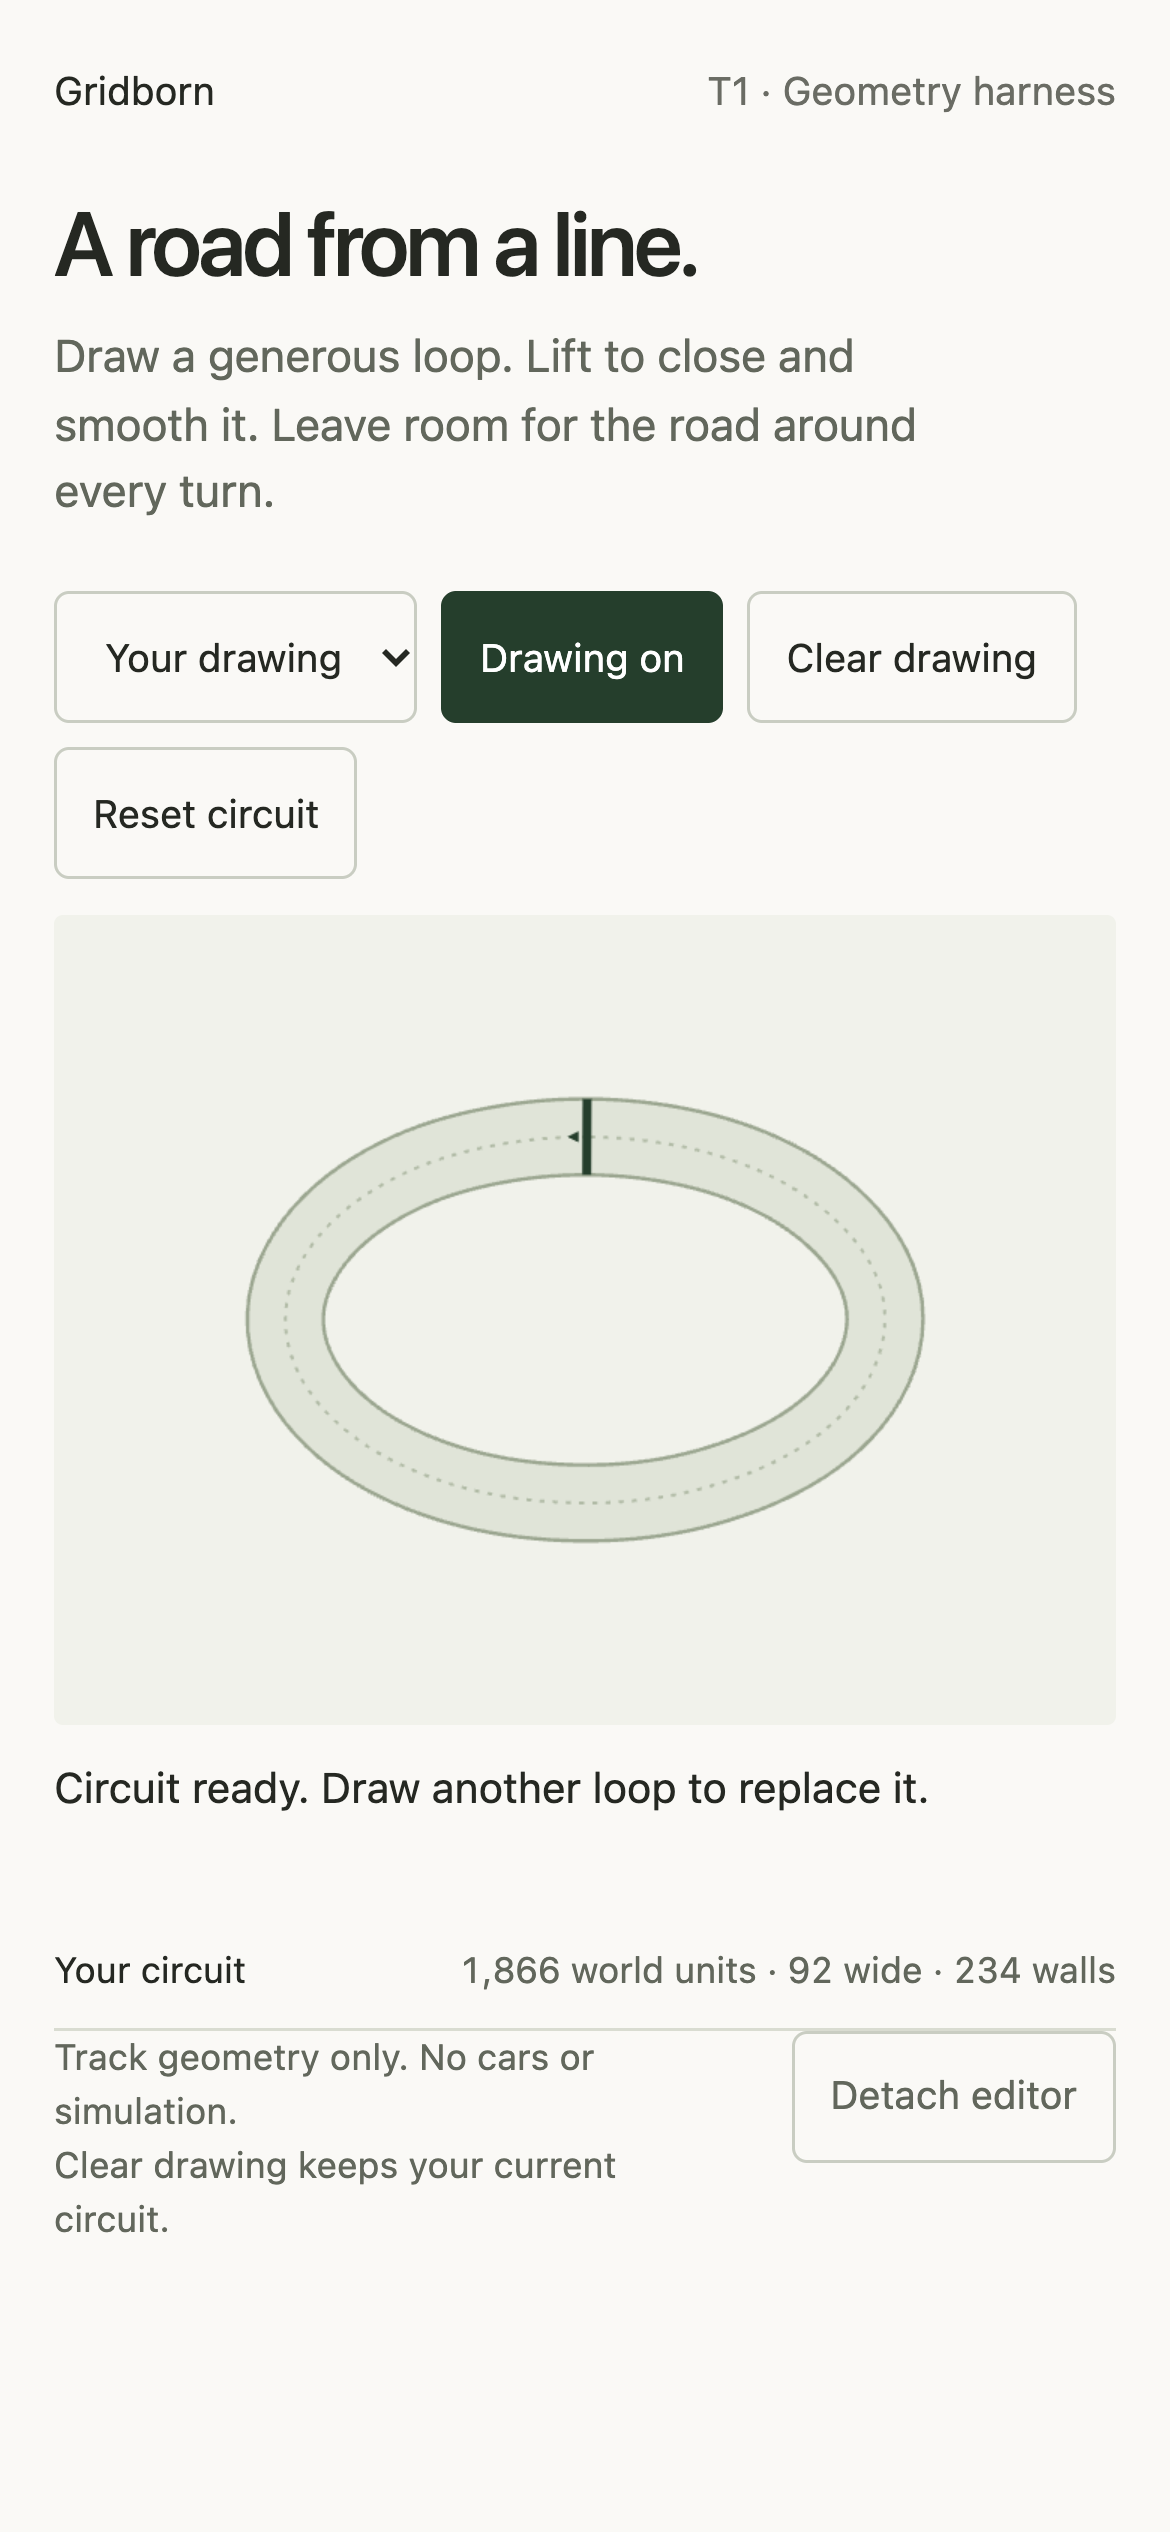 Gridborn
T1 · Geometry harness
A road from a line.
Draw a generous loop. Lift to close and
smooth it. Leave room for the road around
every turn.
Your drawing
Drawing on
Clear drawing
Reset circuit
Circuit ready. Draw another loop to replace it.
Your circuit
1,866 world units · 92 wide · 234 walls
Track geometry only. No cars or
simulation.
Clear drawing keeps your current
circuit.
Detach editor